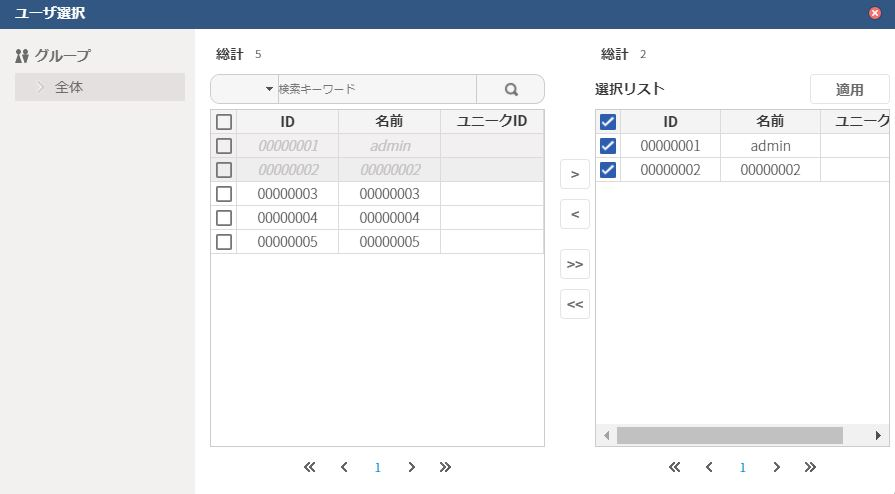 ユーザ選択
グループ
全体
総計 5
検索キーワード
ID 名前 ユニークID
00000001 admin
00000002 00000002
00000003 00000003
00000004 00000004
00000005 00000005
« ‹ 1 › »
>
<
>>
<<
総計 2
選択リスト 適用
ID 名前 ユニーク
00000001 admin
00000002 00000002
« ‹ 1 › »